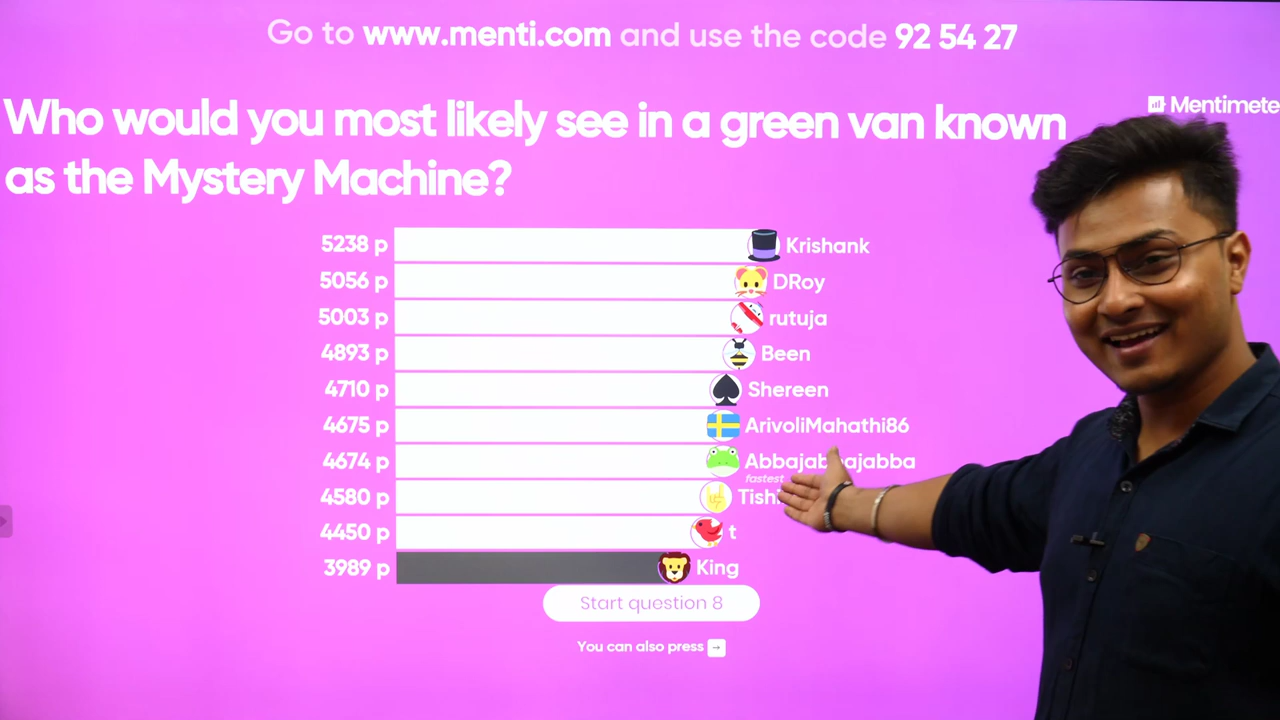 Go to www.menti.com and use the code 92 54 27
Mentimete
Who would you most likely see in a green van known
as the Mystery Machine?
5238 p Krishank
5056 p DRoy
5003 p rutuja
4893 p Been
4710 p Shereen
4675 p ArivoliMahathi86
4674 p
fastest
4580 p
4450 p t
3989 p King
Start question 8
You can also press →